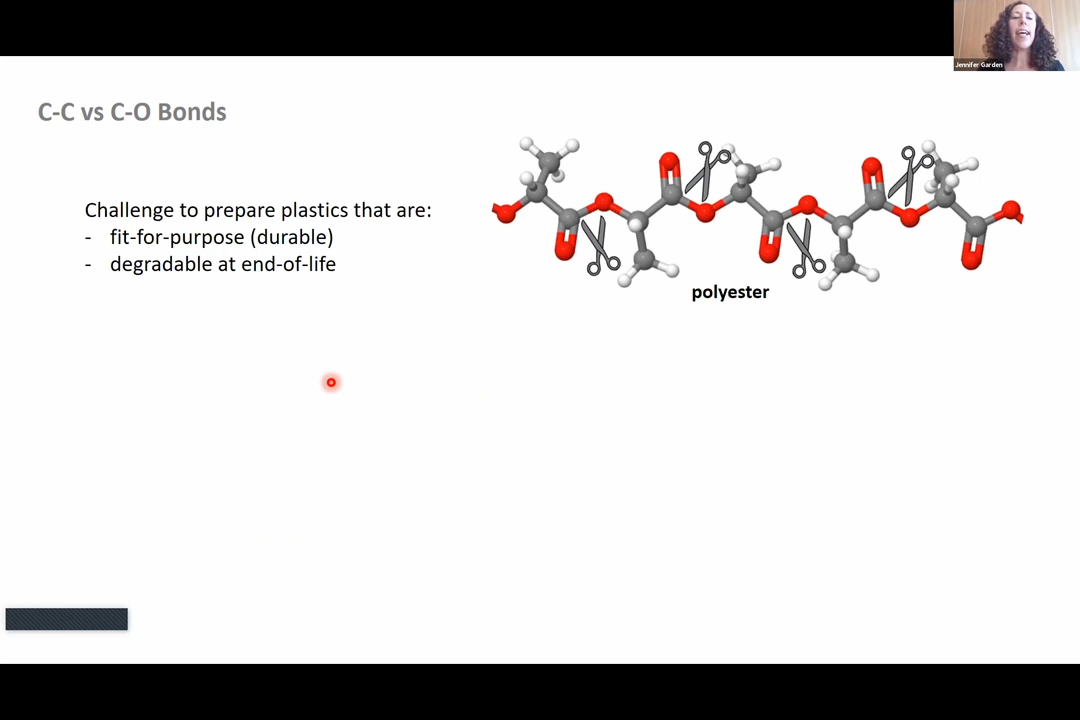 Jennifer Garden
C-C vs C-O Bonds
Challenge to prepare plastics that are:
- fit-for-purpose (durable)
- degradable at end-of-life
polyester